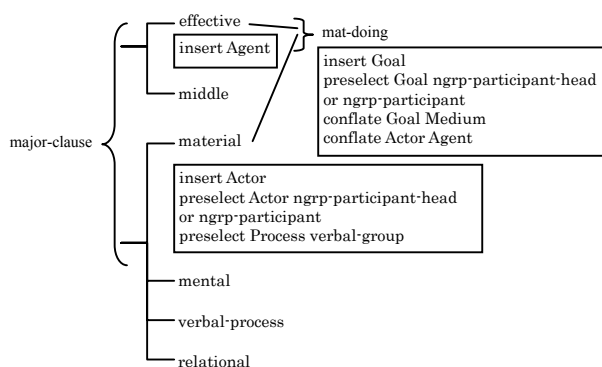 effective
mat-doing
insert Agent
insert Goal
preselect Goal ngrp-participant-head
or ngrp-participant
conflate Goal Medium
conflate Actor Agent
middle
major-clause
material
insert Actor
preselect Actor ngrp-participant-head
or ngrp-participant
preselect Process verbal-group
mental
verbal-process
relational